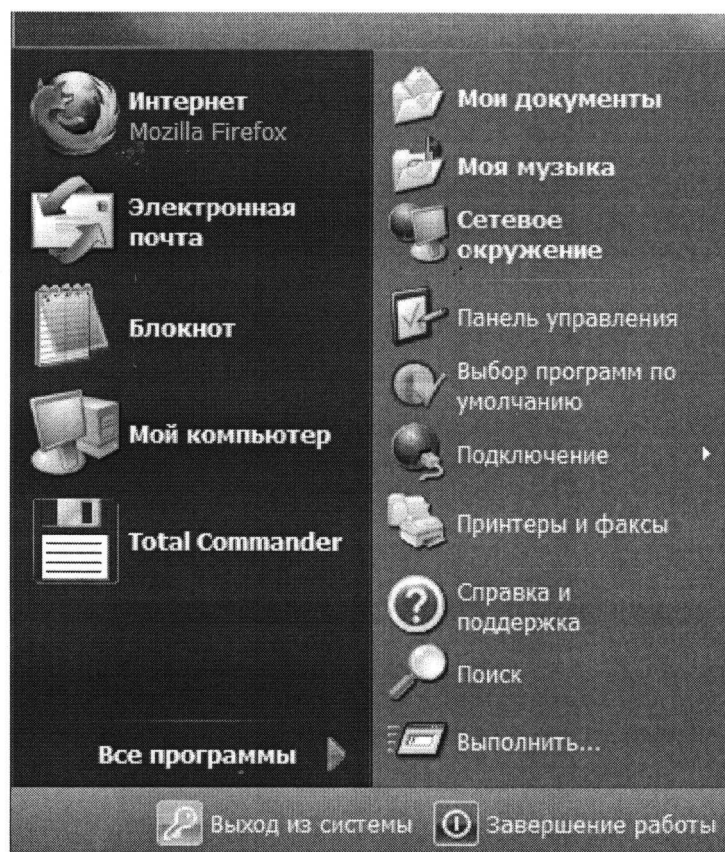 Интернет
Mozilla Firefox
Электронная
почта
Блокнот
Мой компьютер
Total Commander
Все программы
Мои документы
Моя музыка
Сетевое
окружение
Панель управления
Выбор программ по
умолчанию
Подключение
Принтеры и факсы
Справка и
поддержка
Поиск
Выполнить...
Выход из системы
Завершение работы